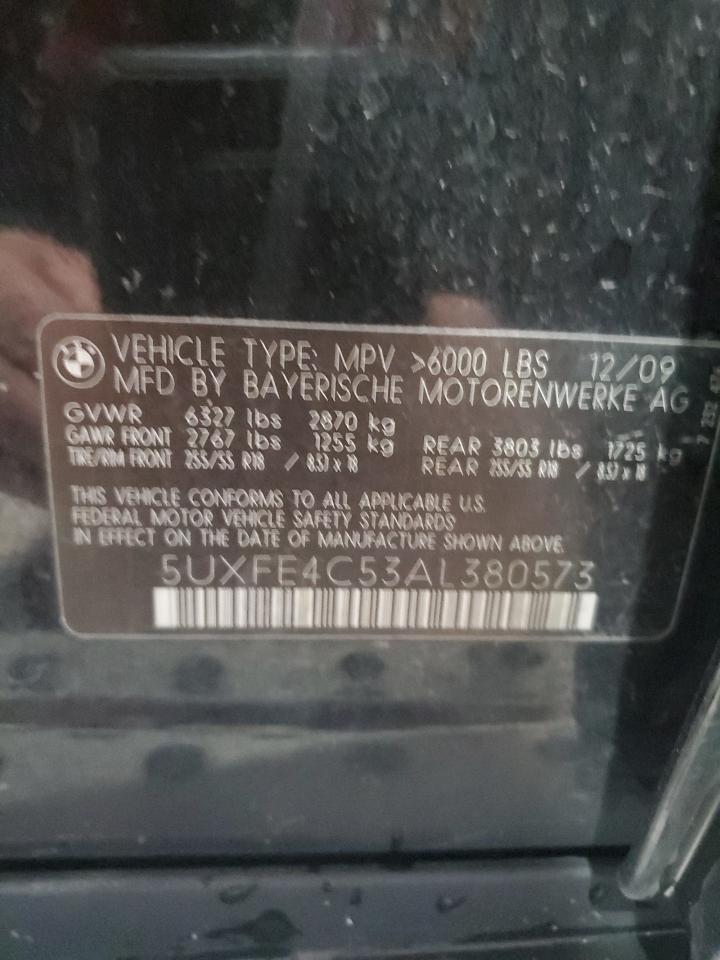 VEHICLE TYPE: MPV >6000 LBS 12/09
MFD BY BAYERISCHE MOTORENWERKE AG
GVWR 6327 lbs 2870 kg
GAWR FRONT 2767 lbs 1255 kg REAR 3803 lbs 1725 kg
TIRE/RIM FRONT 255/55 R18 / 8.5J x 18 REAR 255/55 R18 / 8.5J x 18
THIS VEHICLE CONFORMS TO ALL APPLICABLE U.S.
FEDERAL MOTOR VEHICLE SAFETY STANDARDS
IN EFFECT ON THE DATE OF MANUFACTURE SHOWN ABOVE.
5UXFE4C53AL380573